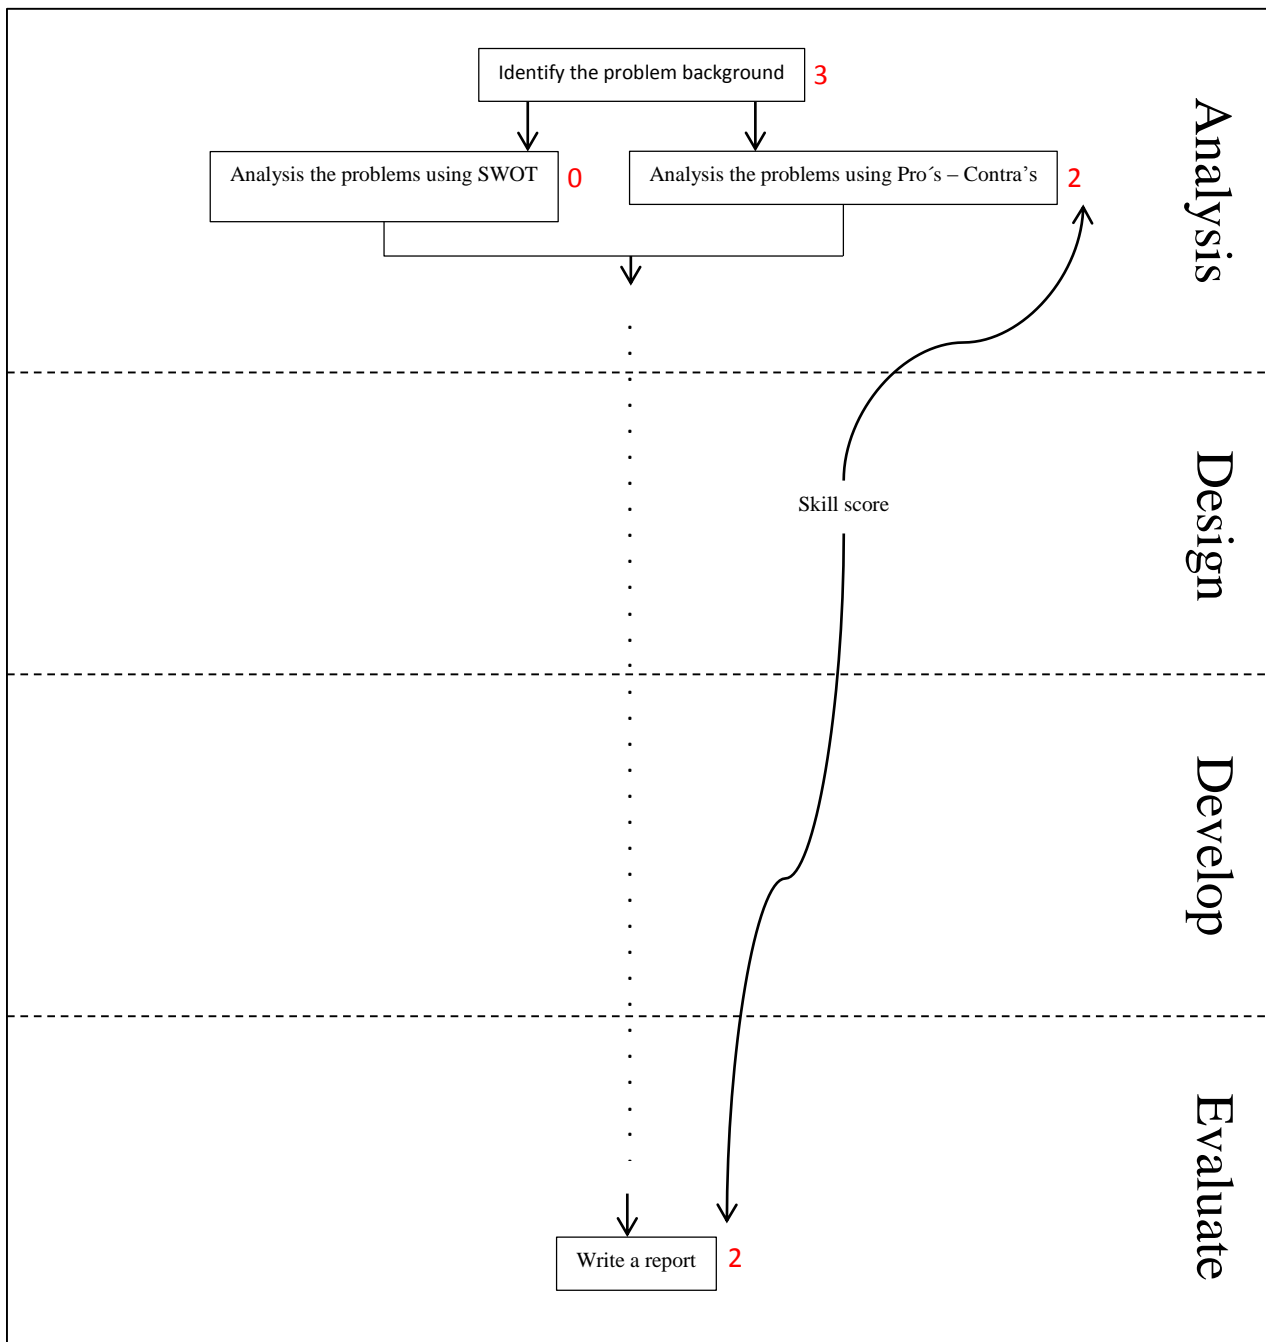 Identify the problem background
3
Analysis the problems using SWOT
0
Analysis the problems using Pro´s – Contra’s
2
Analysis
Skill score
Design
Develop
Evaluate
Write a report
2